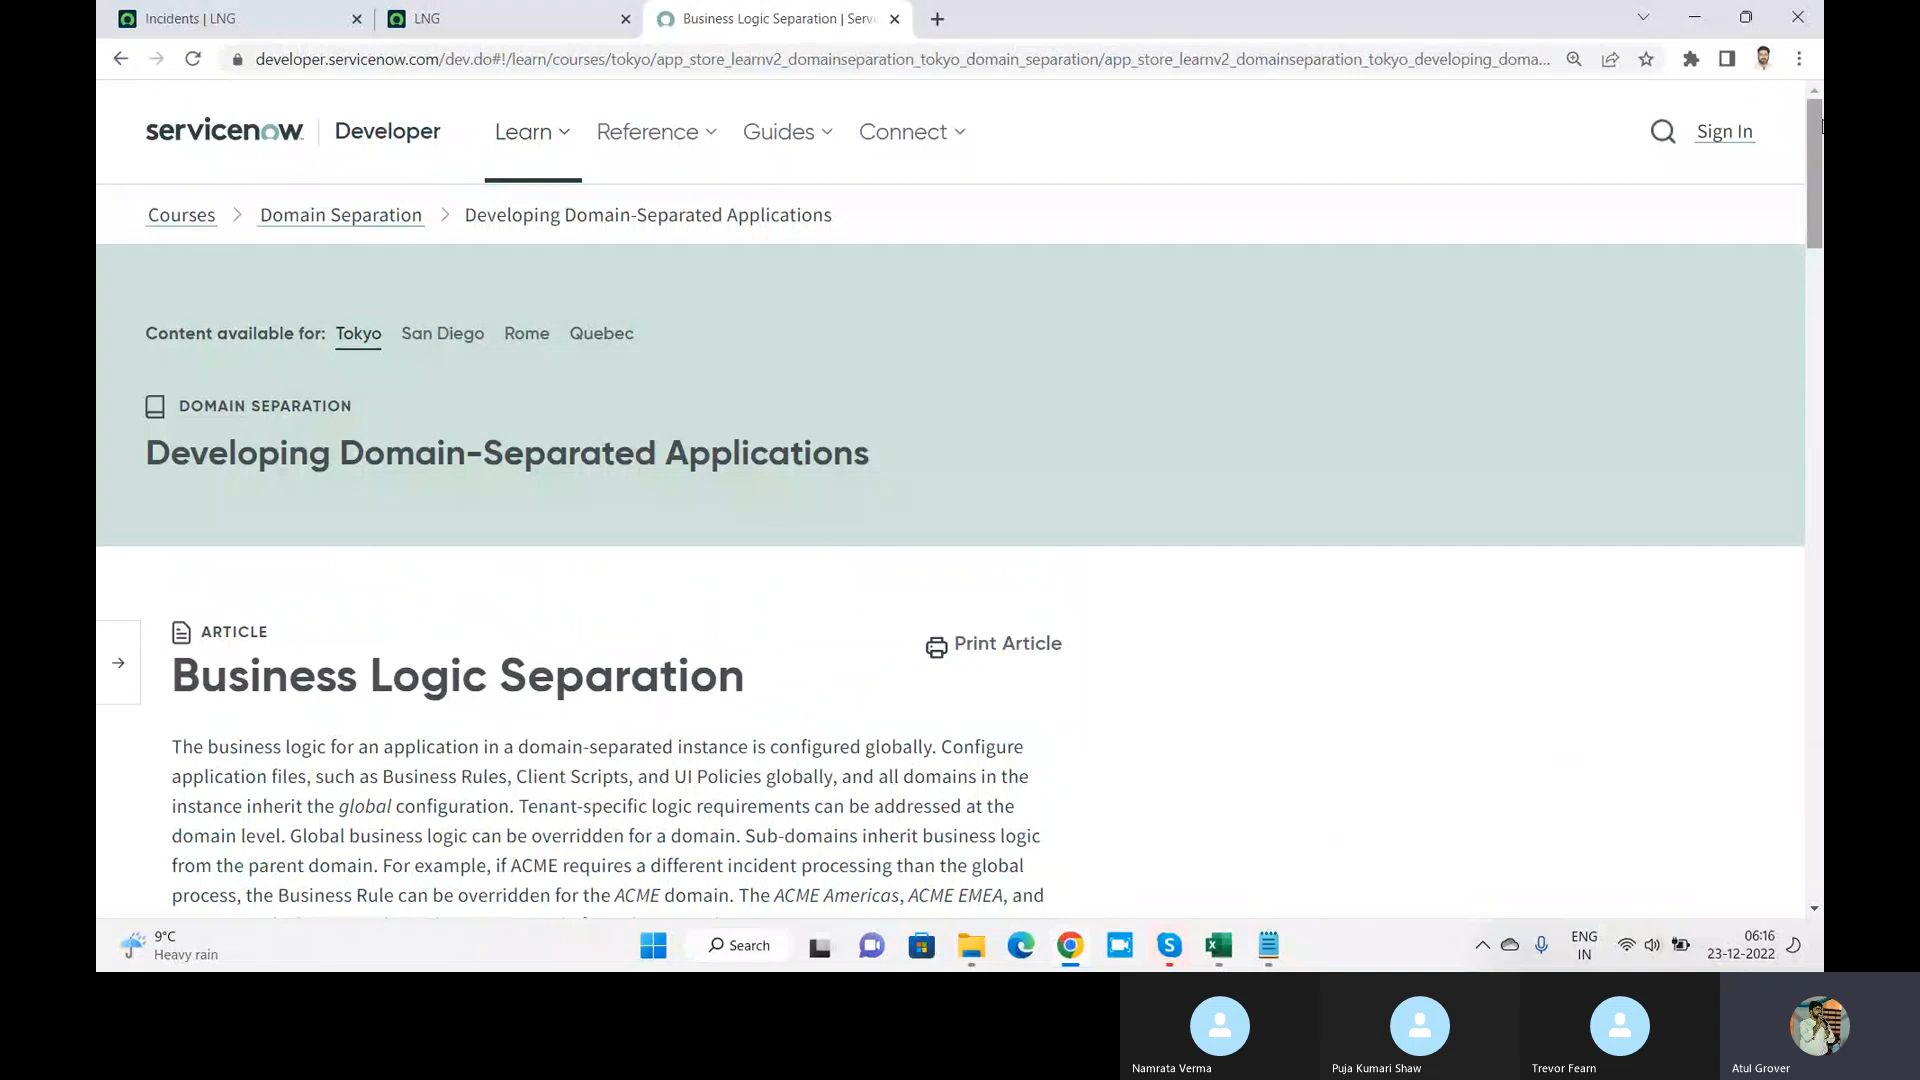 Incidents | LNG
LNG
Business Logic Separation | Serv
developer.servicenow.com/dev.do#!/learn/courses/tokyo/app_store_learnv2_domainseparation_tokyo_domain_separation/app_store_learnv2_domainseparation_tokyo_developing_doma...
servicenow
Developer
Learn
Reference
Guides
Connect
Sign In
Courses > Domain Separation > Developing Domain-Separated Applications
Content available for: Tokyo San Diego Rome Quebec
DOMAIN SEPARATION
Developing Domain-Separated Applications
ARTICLE
Print Article
Business Logic Separation
The business logic for an application in a domain-separated instance is configured globally. Configure
application files, such as Business Rules, Client Scripts, and UI Policies globally, and all domains in the
instance inherit the global configuration. Tenant-specific logic requirements can be addressed at the
domain level. Global business logic can be overridden for a domain. Sub-domains inherit business logic
from the parent domain. For example, if ACME requires a different incident processing than the global
process, the Business Rule can be overridden for the ACME domain. The ACME Americas, ACME EMEA, and
9°C
Heavy rain
Search
ENG
IN
06:16
23-12-2022
Namrata Verma
Puja Kumari Shaw
Trevor Fearn
Atul Grover